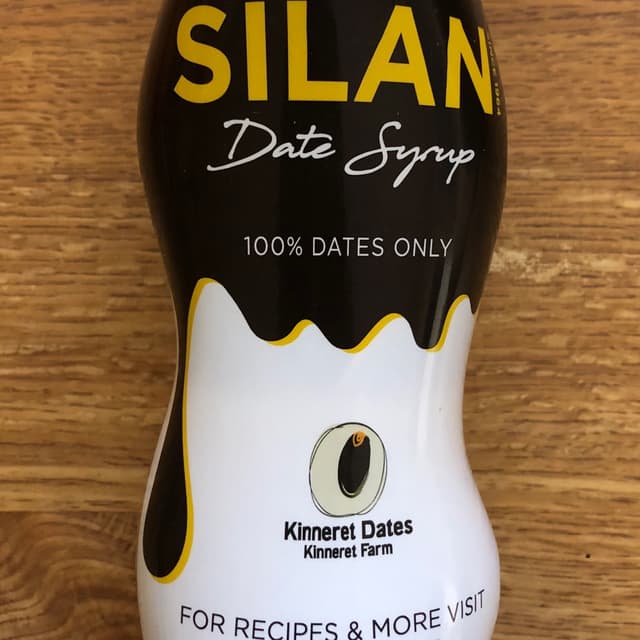 SILAN
Date Syrup
100% DATES ONLY
Kinneret Dates
Kinneret Farm
FOR RECIPES & MORE VISIT